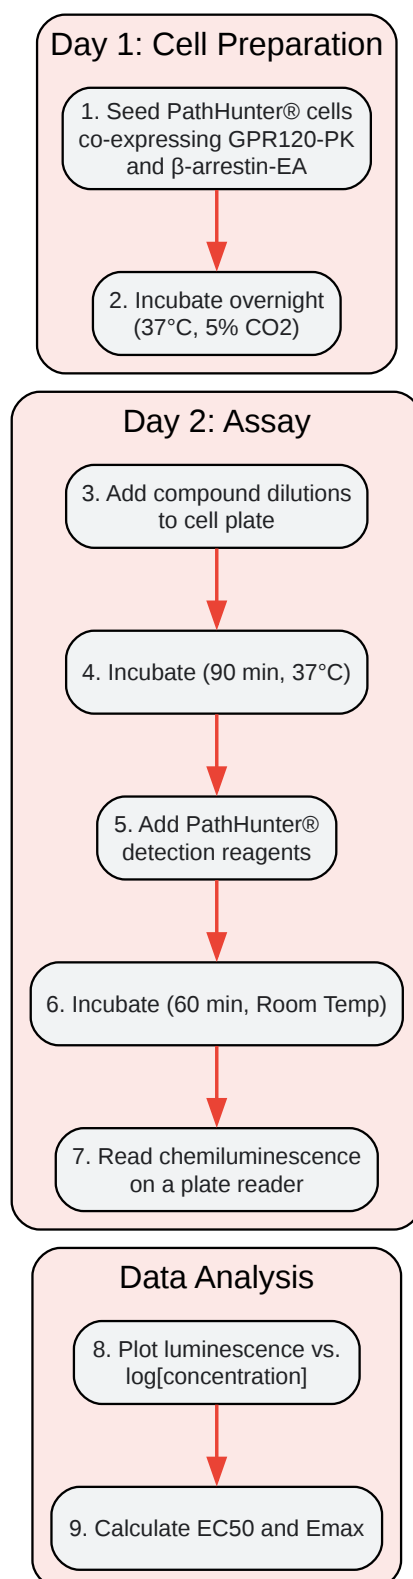 Day 1: Cell Preparation
1. Seed PathHunter® cells
co-expressing GPR120-PK
and β-arrestin-EA
2. Incubate overnight
(37°C, 5% CO2)
Day 2: Assay
3. Add compound dilutions
to cell plate
4. Incubate (90 min, 37°C)
5. Add PathHunter®
detection reagents
6. Incubate (60 min, Room Temp)
7. Read chemiluminescence
on a plate reader
Data Analysis
8. Plot luminescence vs.
log[concentration]
9. Calculate EC50 and Emax